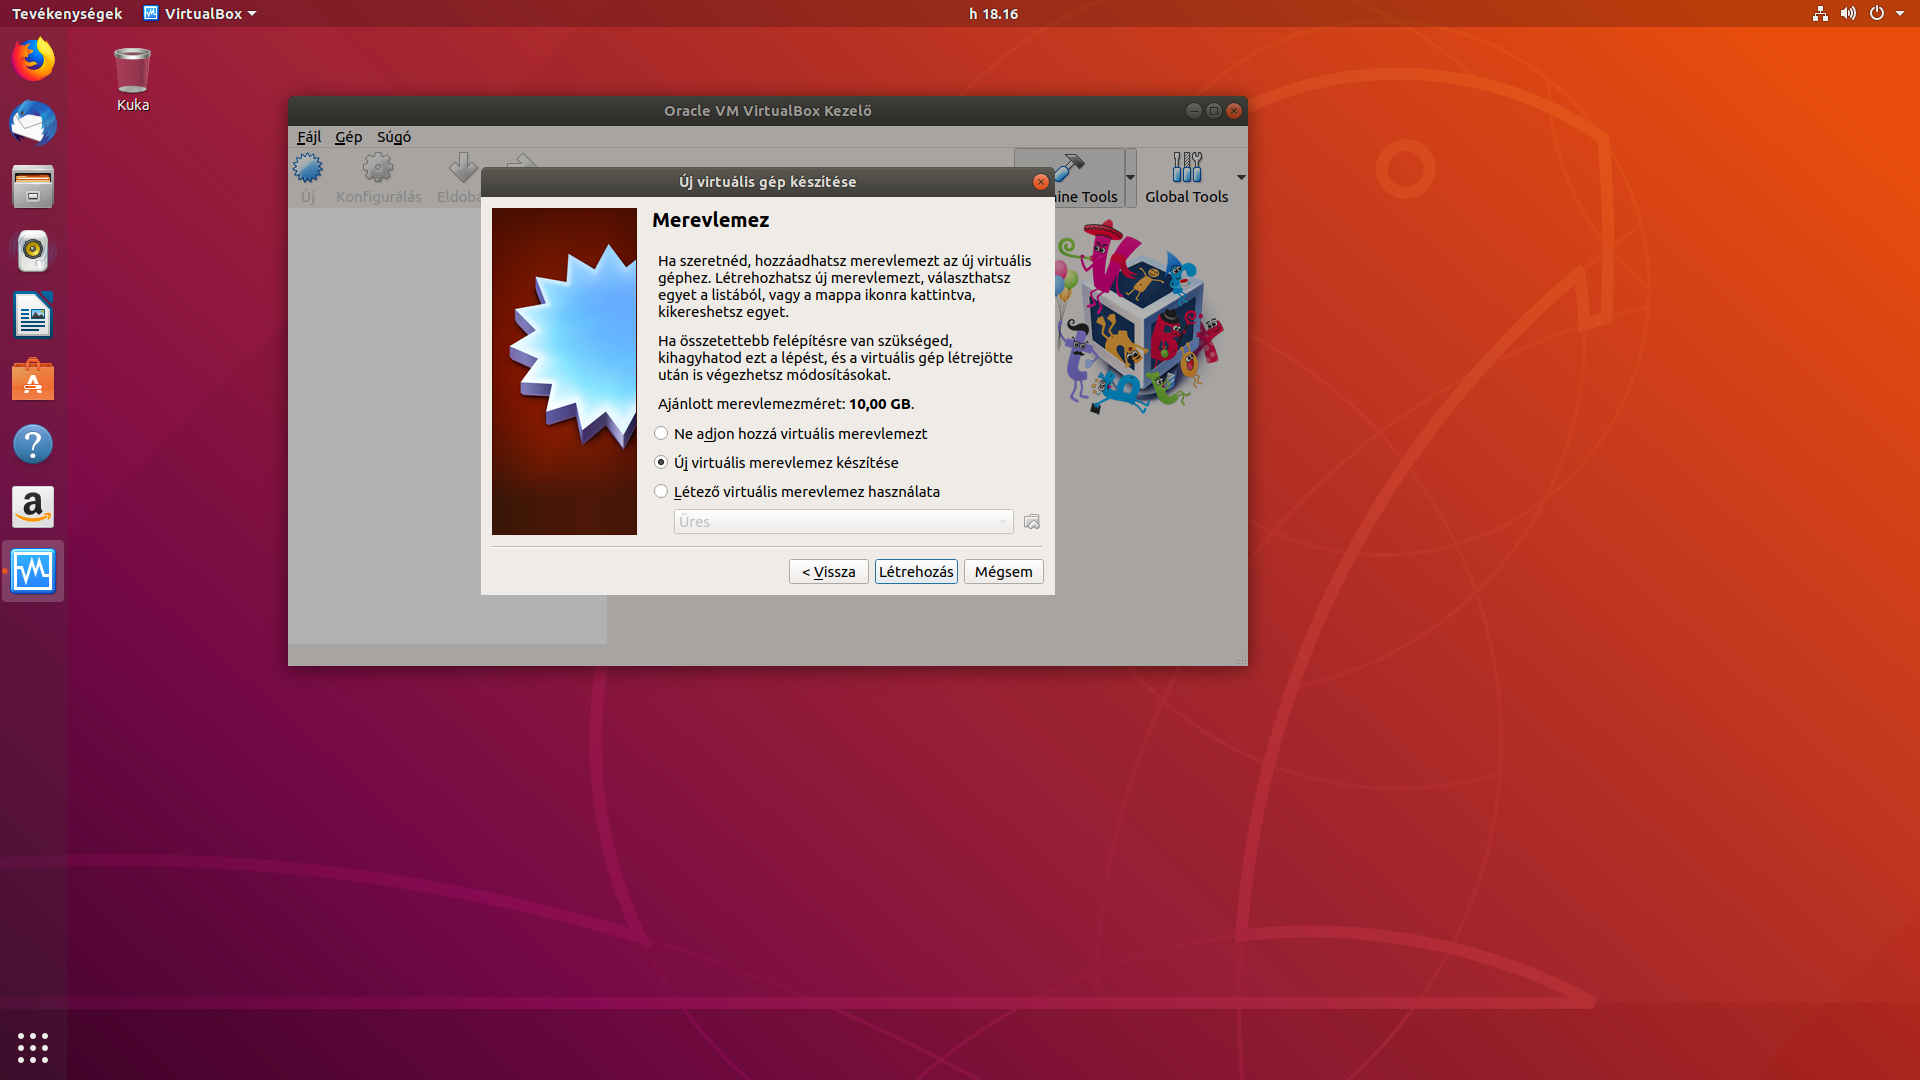 Tevékenységek VirtualBox h 18.16
Kuka
Oracle VM VirtualBox Kezelő
Fájl Gép Súgó
Új Konfigurálás
Global Tools
Tools
Új virtuális gép készítése
Merevlemez
Ha szeretnéd, hozzáadhatsz merevlemezt az új virtuális
géphez. Létrehozhatsz új merevlemezt, választhatsz
egyet a listából, vagy a mappa ikonra kattintva,
kikereshetsz egyet.
Ha összetettebb felépítésre van szükséged,
kihagyhatod ezt a lépést, és a virtuális gép létrejötte
után is végezhetsz módosításokat.
Ajánlott merevlemezméret: 10,00 GB.
Ne adjon hozzá virtuális merevlemezt
Új virtuális merevlemez készítése
Létező virtuális merevlemez használata
Üres
< Vissza Létrehozás Mégsem